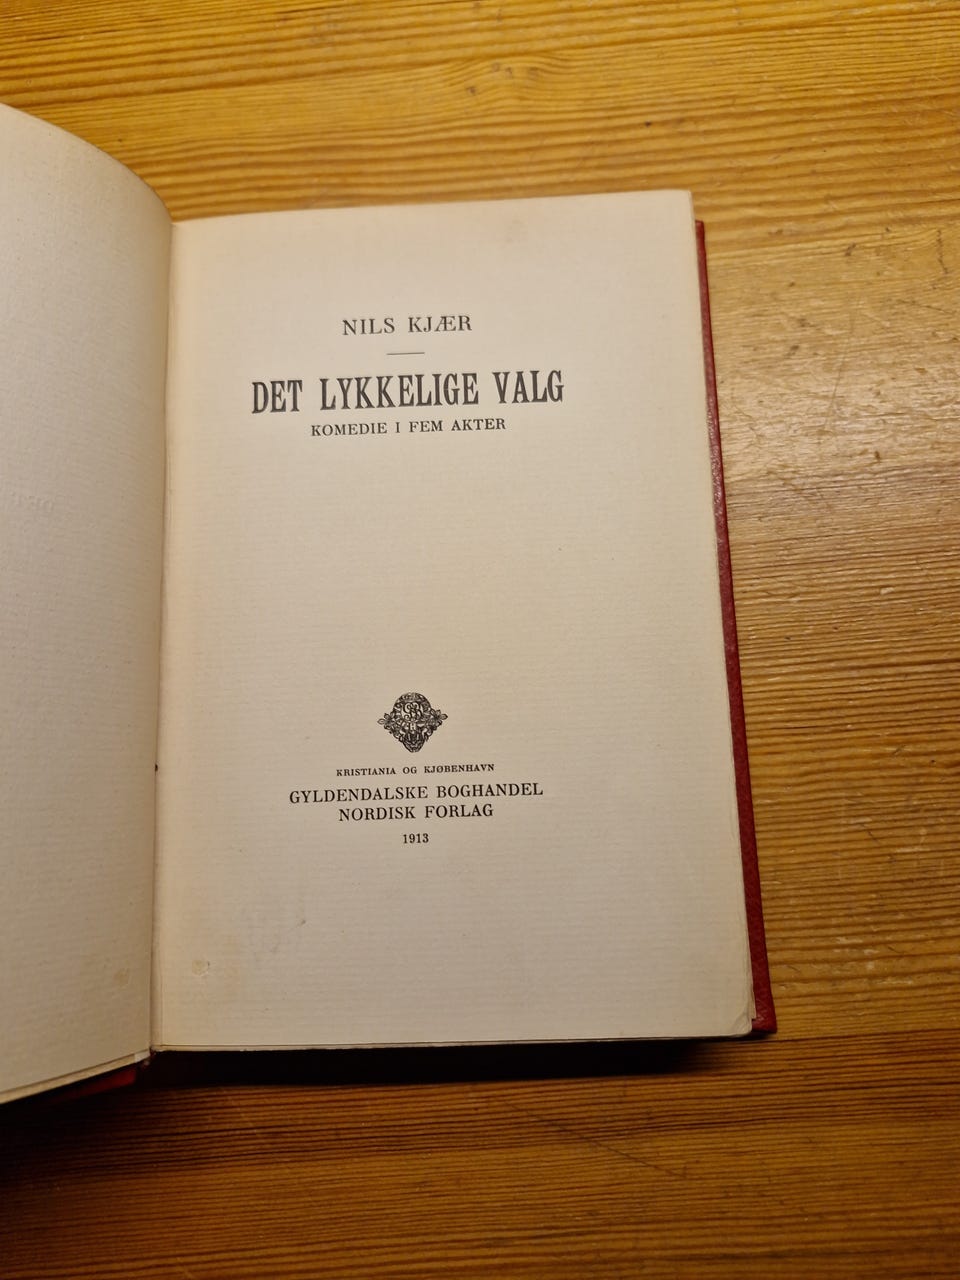 NILS KJÆR
DET LYKKELIGE VALG
KOMEDIE I FEM AKTER
KRISTIANIA OG KJØBENHAVN
GYLDENDALSKE BOGHANDEL
NORDISK FORLAG
1913